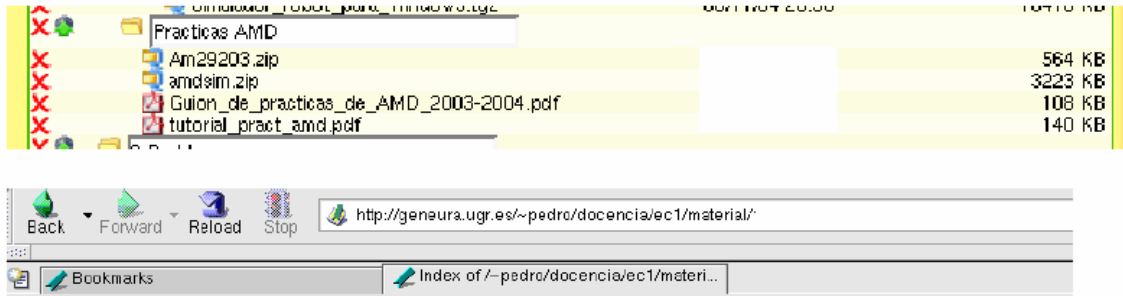 Practicas AMD
Am29203.zip 564 KB
amdsim.zip 3223 KB
Guion_de_practicas_de_AMD_2003-2004.pdf 108 KB
tutorial_pract_amd.pdf 140 KB
Back Forward Reload Stop http://geneura.ugr.es/~pedro/docencia/ec1/material/
Bookmarks Index of /~pedro/docencia/ec1/materi...